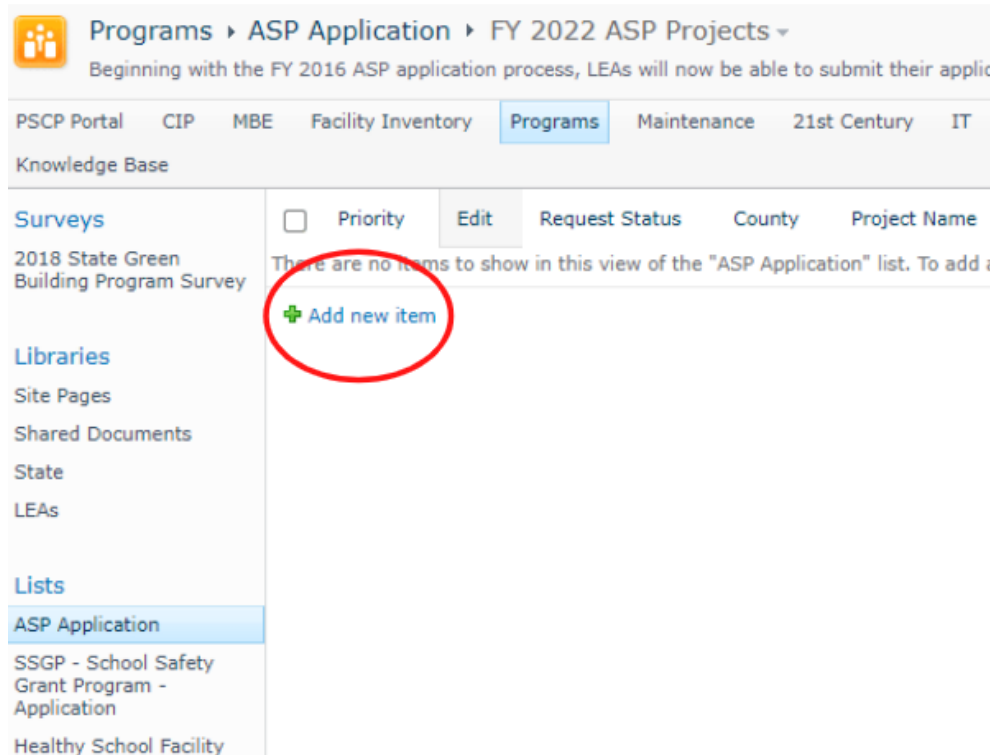 Programs ▸ ASP Application ▸ FY 2022 ASP Projects
Beginning with the FY 2016 ASP application process, LEAs will now be able to submit their
PSCP Portal CIP MBE Facility Inventory Programs Maintenance 21st Century IT
Knowledge Base
Surveys
2018 State Green
Building Program Survey
Libraries
Site Pages
Shared Documents
State
LEAs
Lists
ASP Application
SSGP - School Safety
Grant Program -
Application
Healthy School Facility
Priority Edit Request Status County Project Name
There are no items to show in this view of the "ASP Application" list. To add
Add new item